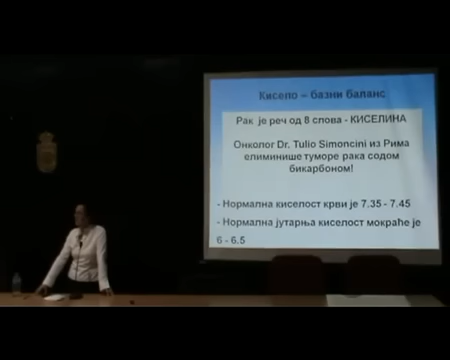 Кисело – базни баланс
Рак је реч од 8 слова - КИСЕЛИНА
Онколог Dr. Tulio Simoncini из Рима
елиминише туморе рака содом
бикарбоном!
- Нормална киселост крви је 7.35 - 7.45
- Нормална јутарња киселост мокраће је
6 - 6.5